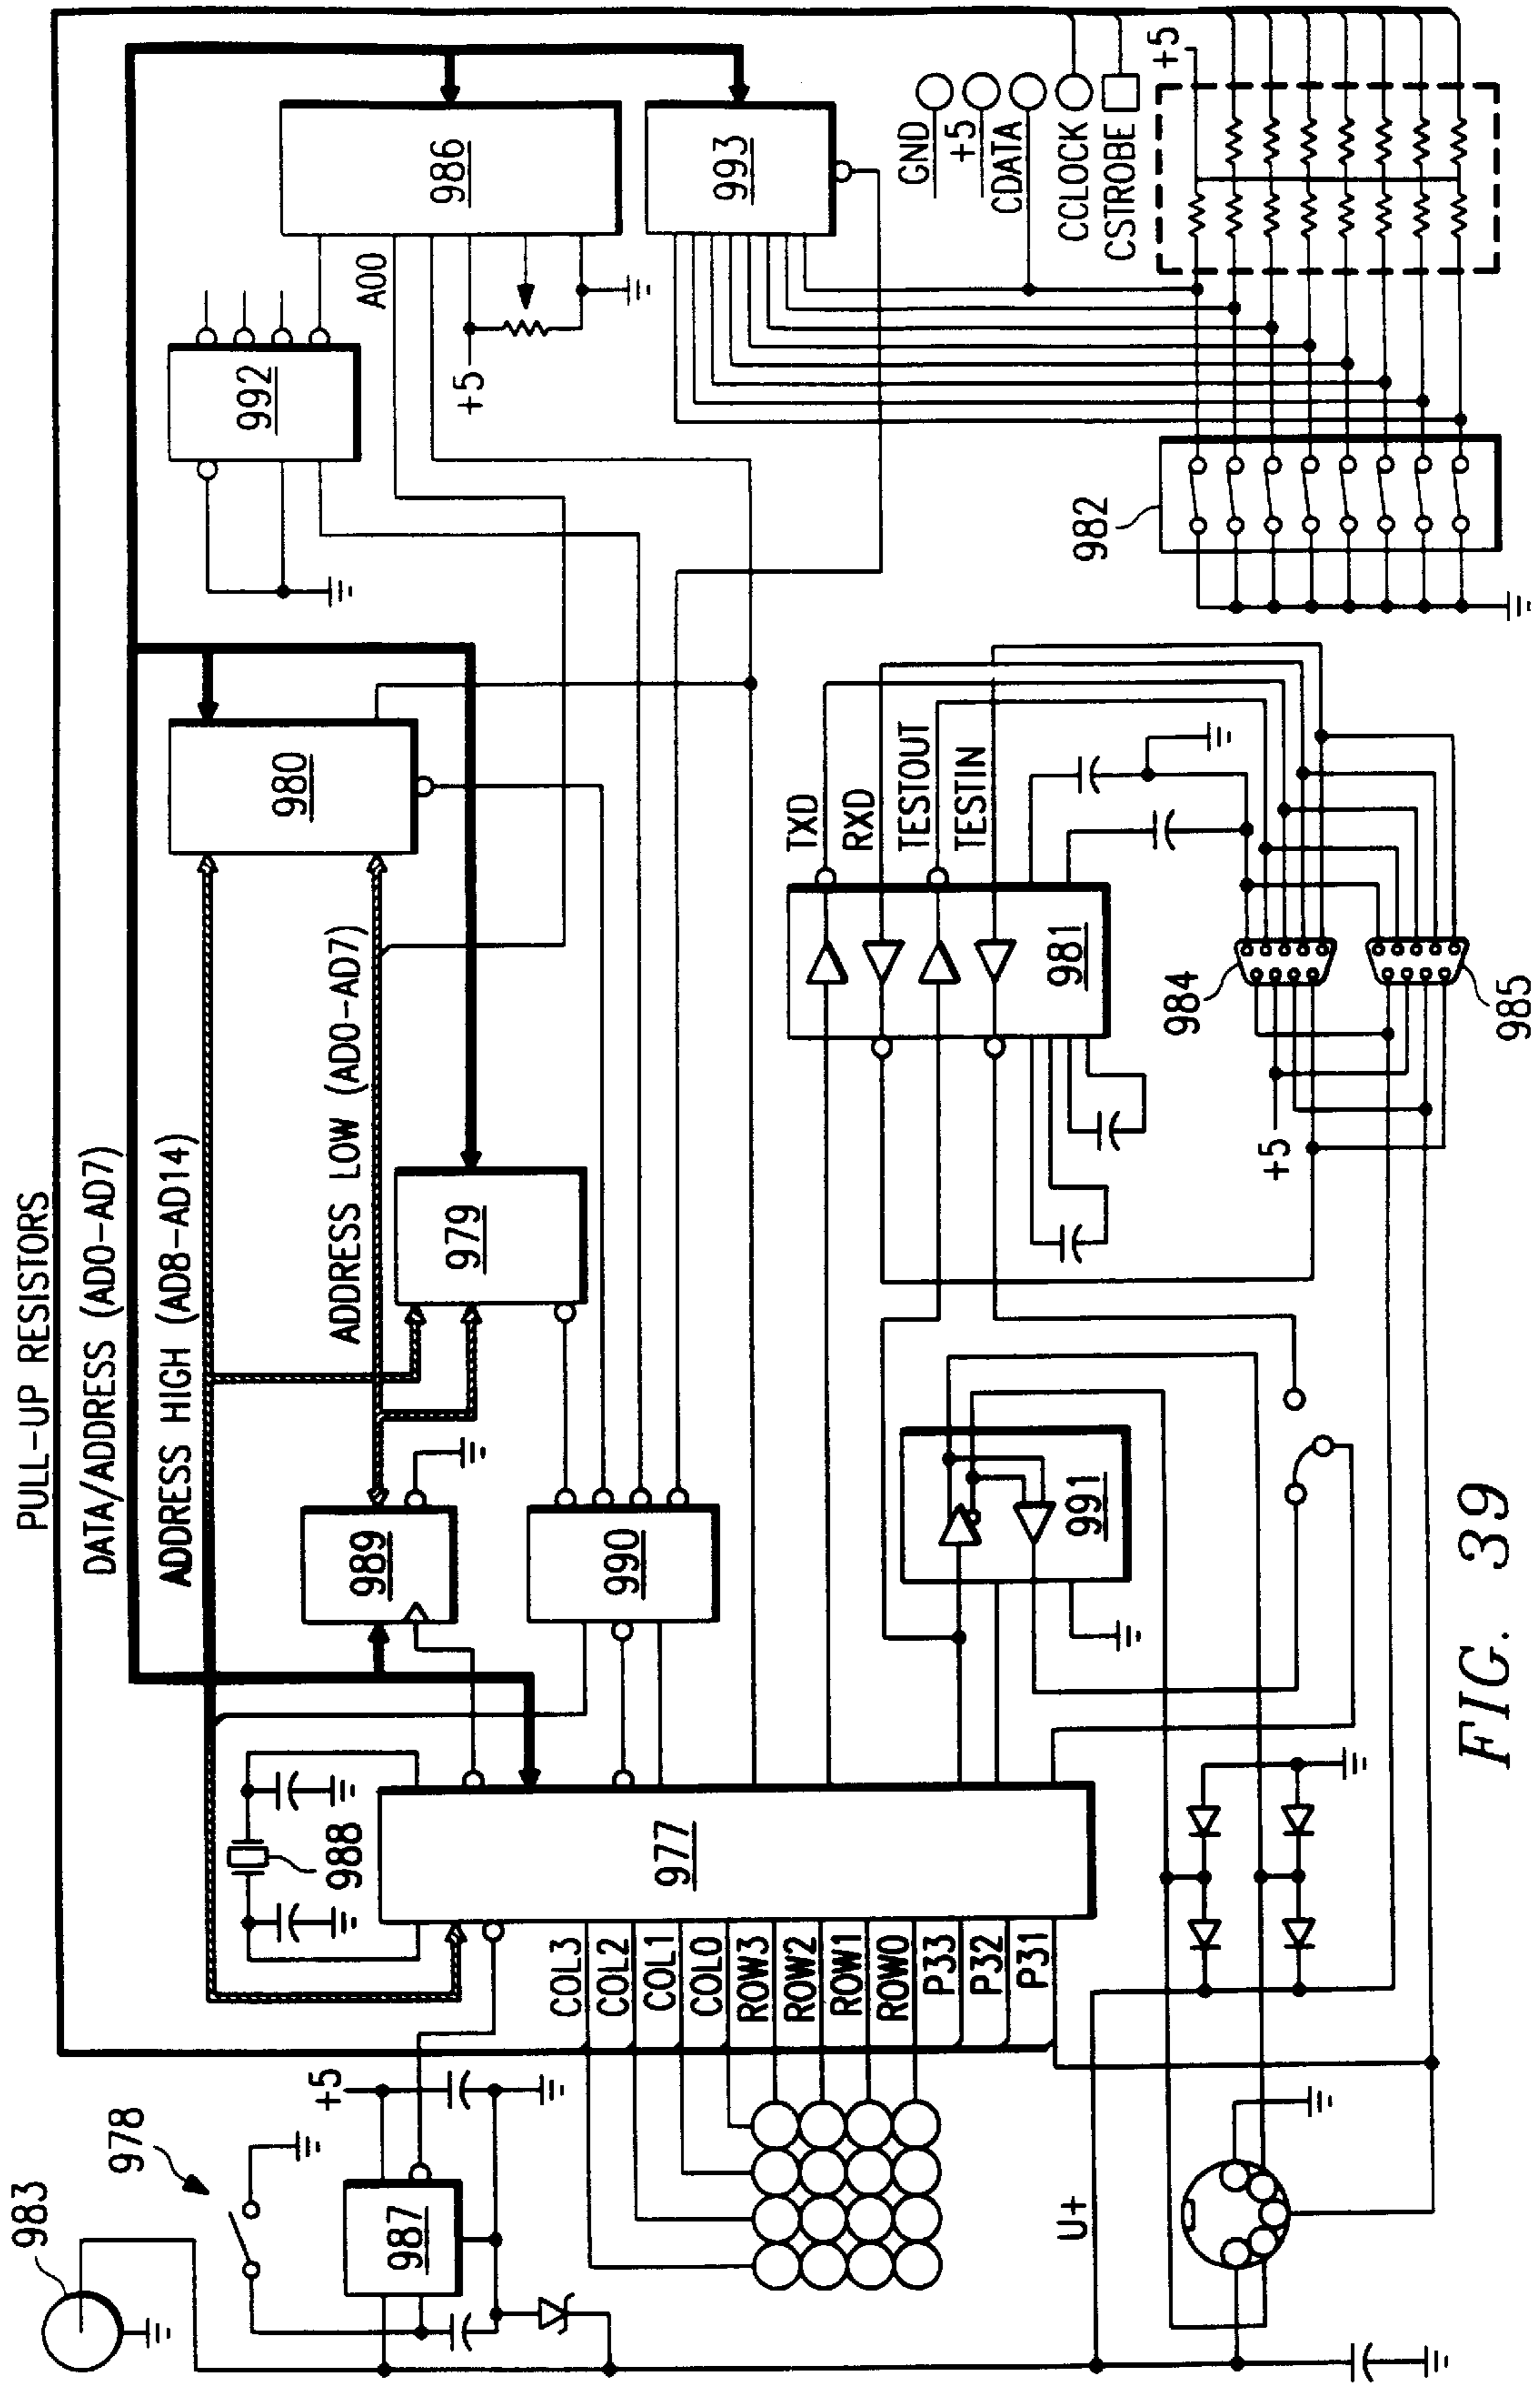 PULL-UP RESISTORS
DATA/ADDRESS (AD0-AD7)
ADDRESS HIGH (AD8-AD14)
ADDRESS LOW (AD0-AD7)
983
978
+5
987
988
977
COL3
COL2
COL1
COL0
ROW3
ROW2
ROW1
ROW0
P33
P32
P31
U+
989
990
979
980
991
981
TXD
RXD
TESTOUT
TESTIN
984
985
+5
992
A00
986
+5
993
GND
+5
CDATA
CCLOCK
CSTROBE
+5
982
FIG. 39